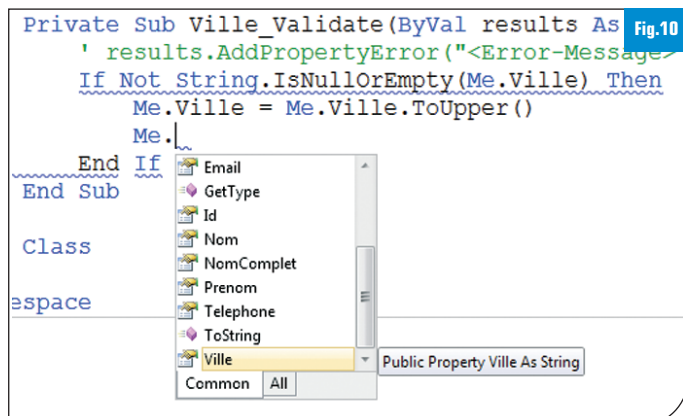 Private Sub Ville_Validate(ByVal results As
Fig.10
' results.AddPropertyError("<Error-Message>
If Not String.IsNullOrEmpty(Me.Ville) Then
Me.Ville = Me.Ville.ToUpper()
Me.
End If
End Sub
Class
espace
Email
GetType
Id
Nom
NomComplet
Prenom
Telephone
ToString
Ville
Public Property Ville As String
Common All